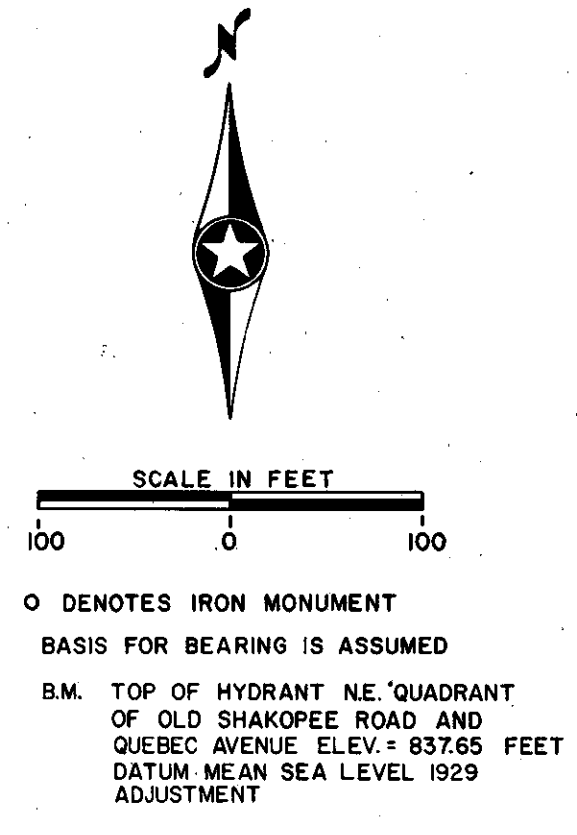 N
SCALE IN FEET
100 0 100
O DENOTES IRON MONUMENT
BASIS FOR BEARING IS ASSUMED
B.M. TOP OF HYDRANT N.E. QUADRANT
OF OLD SHAKOPEE ROAD AND
QUEBEC AVENUE ELEV. = 837.65 FEET
DATUM MEAN SEA LEVEL 1929
ADJUSTMENT